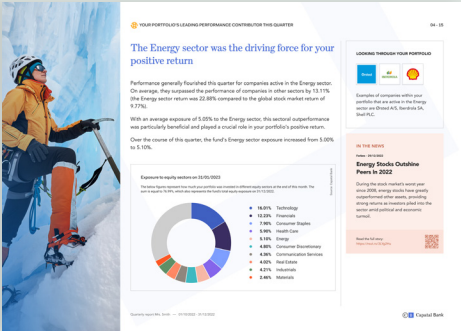 YOUR PORTFOLIO'S LEADING PERFORMANCE CONTRIBUTOR THIS QUARTER
04 - 10
The Energy sector was the driving force for your
positive return
Performance generally flourished this quarter for companies active in the Energy sector.
On average, they surpassed the performance of companies in other sectors by 13.11%
(the Energy sector return was 22.88% compared to the global stock market return of
9.77%).
With an average exposure of 5.05% to the Energy sector, this sectoral outperformance
was particularly beneficial and played a crucial role in your portfolio's positive return.
Over the course of this quarter, the fund's Energy sector exposure increased from 5.00%
to 5.10%.
Exposure to equity sectors on 31/01/2023
16.01% Technology
12.23% Financials
7.90% Consumer Staples
5.90% Health Care
5.10% Energy
4.80% Consumer Discretionary
4.36% Communication Services
4.02% Real Estate
4.21% Industrials
2.46% Materials
LOOKING THROUGH YOUR PORTFOLIO
Examples of companies within your
portfolio that are active in the Energy
sector are Ørsted A/S, Iberdrola SA,
Shell PLC.
IN THE NEWS
Energy Stocks Outshine
Peers In 2022
During the stock market's worst year
since 2008, energy stocks have greatly
outperformed other assets, providing
strong returns as investors piled into the
sector amid political and economic
turmoil.
Read the full story:
Capital Bank